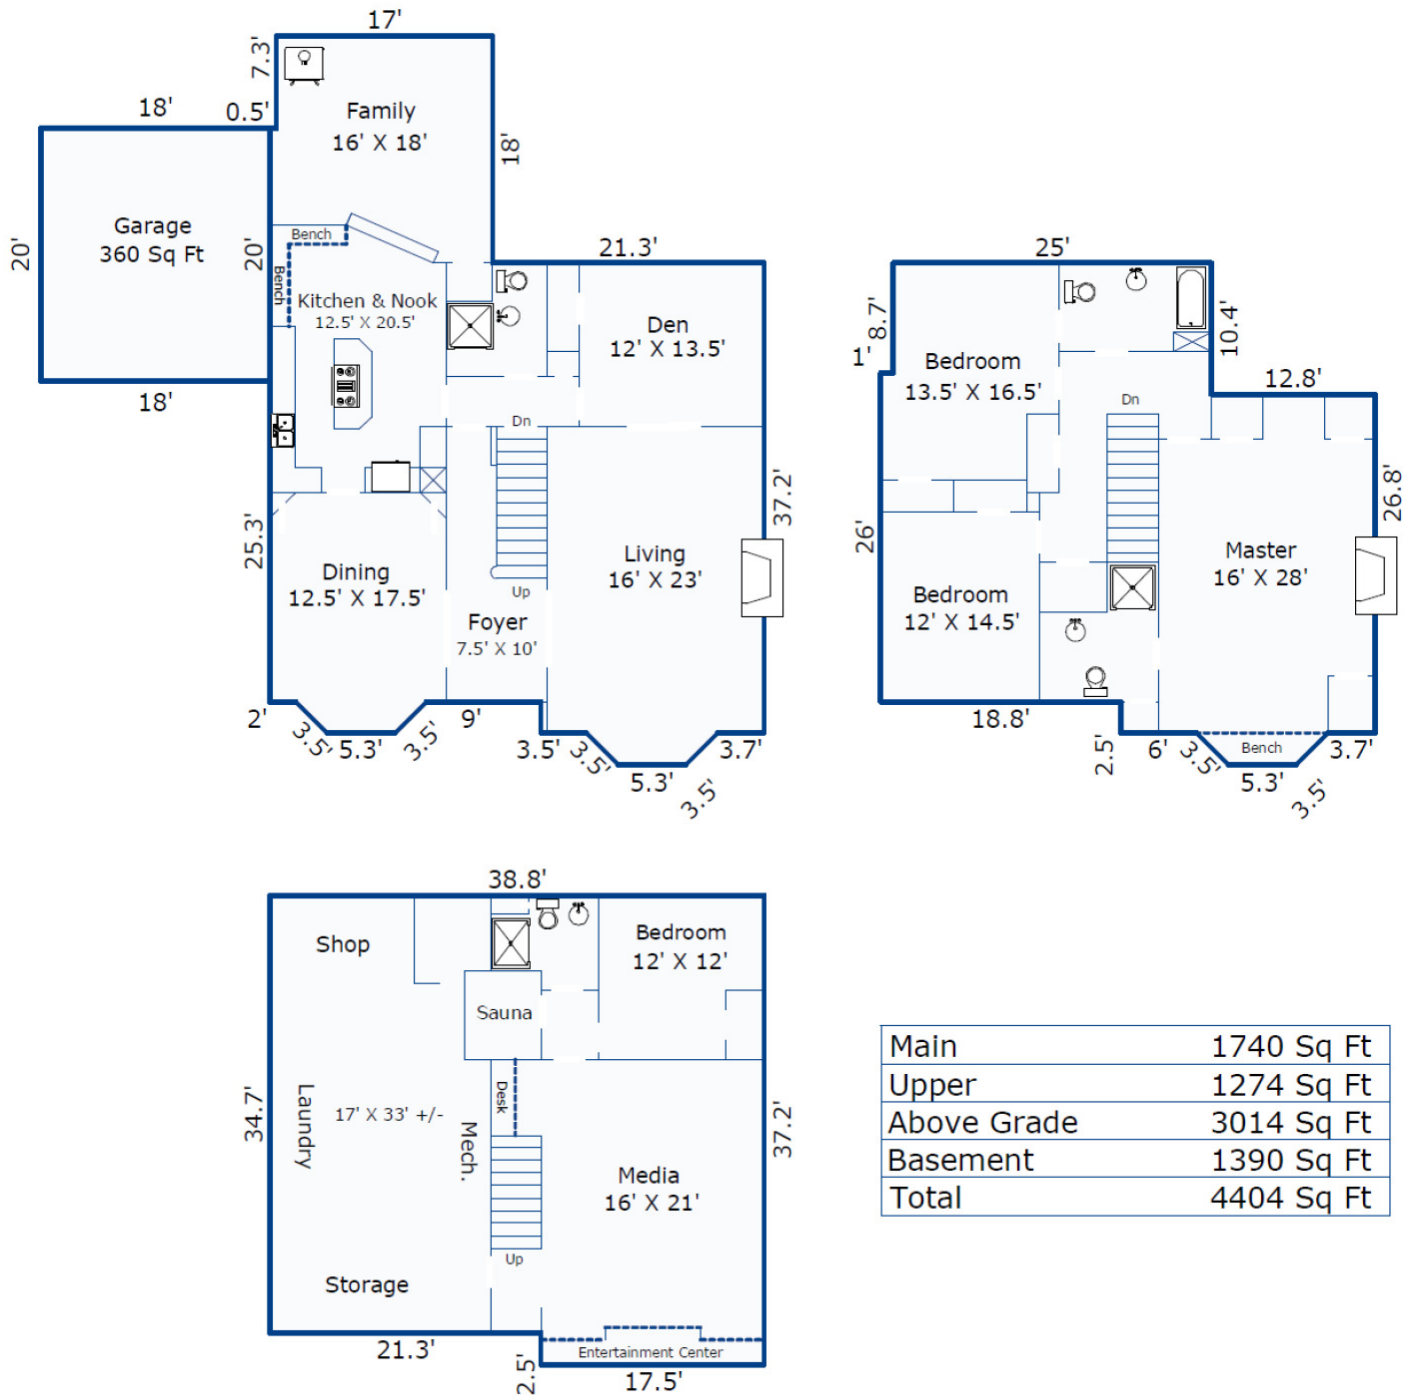 17'
7.3'
Family
16' X 18'
18'
0.5'
18'
Garage
360 Sq Ft
20'
20'
18'
Bench
Bench
Kitchen & Nook
12.5' X 20.5'
21.3'
Den
12' X 13.5'
Dn
25.3'
Dining
12.5' X 17.5'
Up
Foyer
7.5' X 10'
Living
16' X 23'
37.2'
2'
3.5'
5.3'
3.5'
9'
3.5'
3.5'
5.3'
3.5'
3.7'
25'
8.7'
1'
Bedroom
13.5' X 16.5'
10.4'
12.8'
Dn
26'
Bedroom
12' X 14.5'
Master
16' X 28'
26.8'
18.8'
2.5'
6'
3.5'
Bench
5.3'
3.5'
3.7'
38.8'
Shop
Bedroom
12' X 12'
Sauna
Desk
34.7'
Laundry
17' X 33' +/-
Mech.
37.2'
Media
16' X 21'
Up
Storage
21.3'
2.5'
Entertainment Center
17.5'
Main 1740 Sq Ft
Upper 1274 Sq Ft
Above Grade 3014 Sq Ft
Basement 1390 Sq Ft
Total 4404 Sq Ft